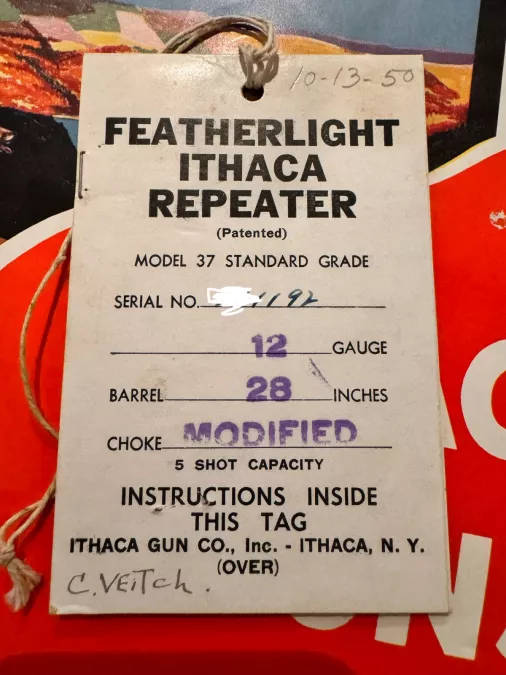 10-13-50
FEATHERLIGHT
ITHACA
REPEATER
(Patented)
MODEL 37 STANDARD GRADE
SERIAL NO. 1192
12 GAUGE
BARREL 28 INCHES
CHOKE MODIFIED
5 SHOT CAPACITY
INSTRUCTIONS INSIDE
THIS TAG
ITHACA GUN CO., Inc. - ITHACA, N. Y.
(OVER)
C. VEITCH.